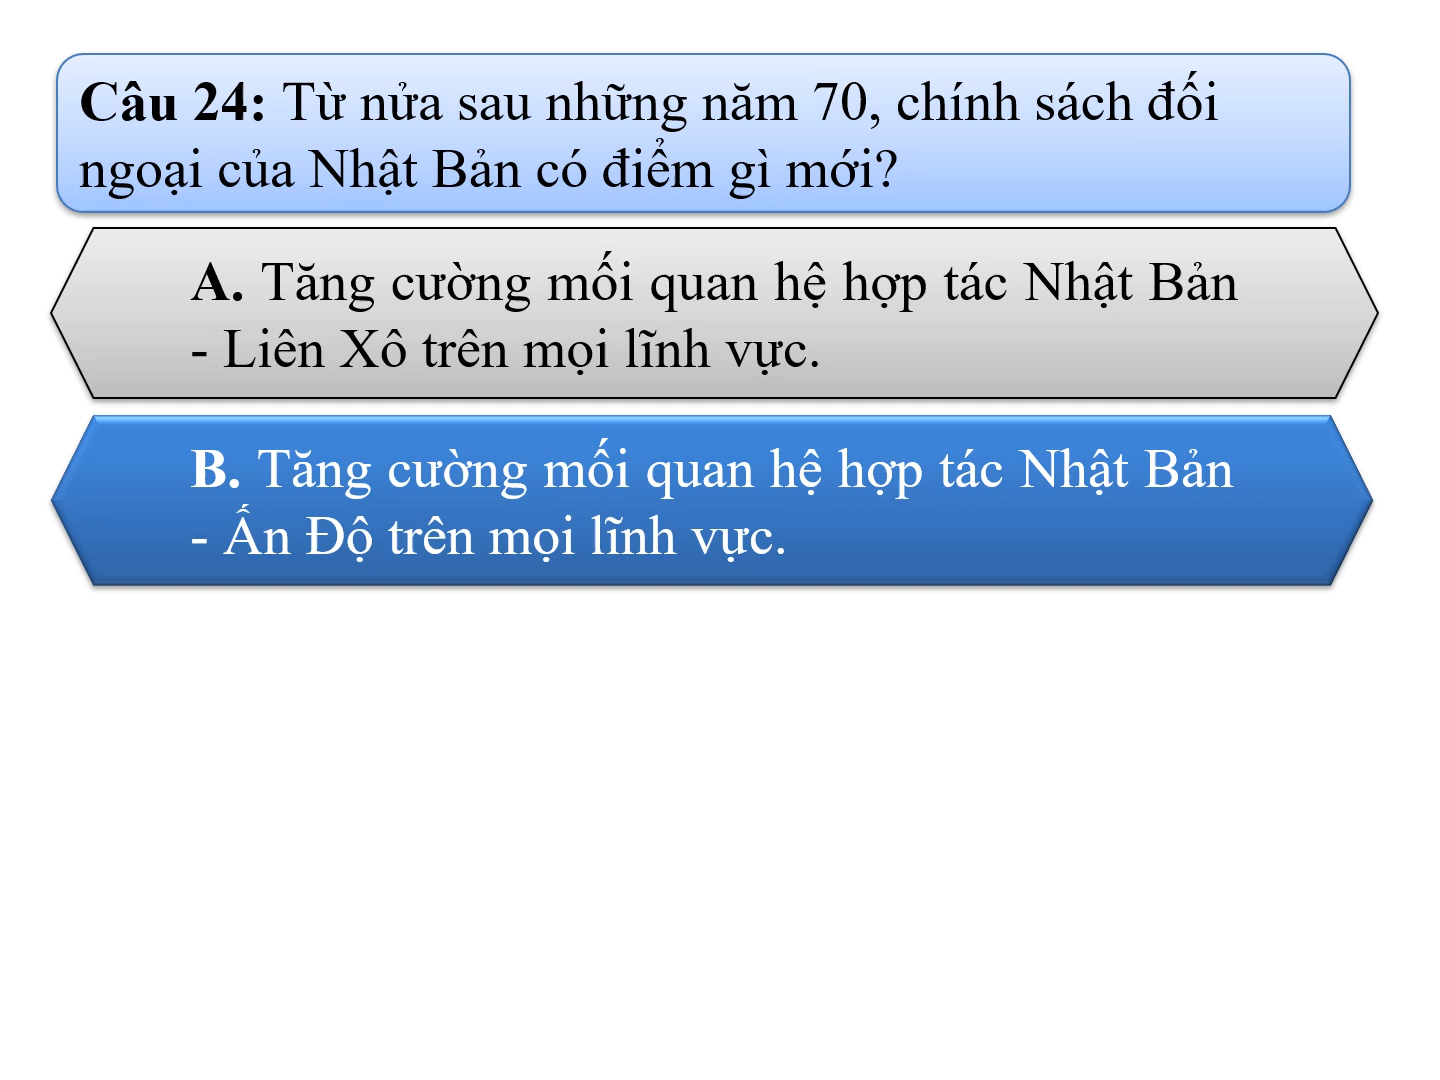 Câu 24: Từ nửa sau những năm 70, chính sách đối
ngoại của Nhật Bản có điểm gì mới?
A. Tăng cường mối quan hệ hợp tác Nhật Bản
- Liên Xô trên mọi lĩnh vực.
B. Tăng cường mối quan hệ hợp tác Nhật Bản
- Ấn Độ trên mọi lĩnh vực.